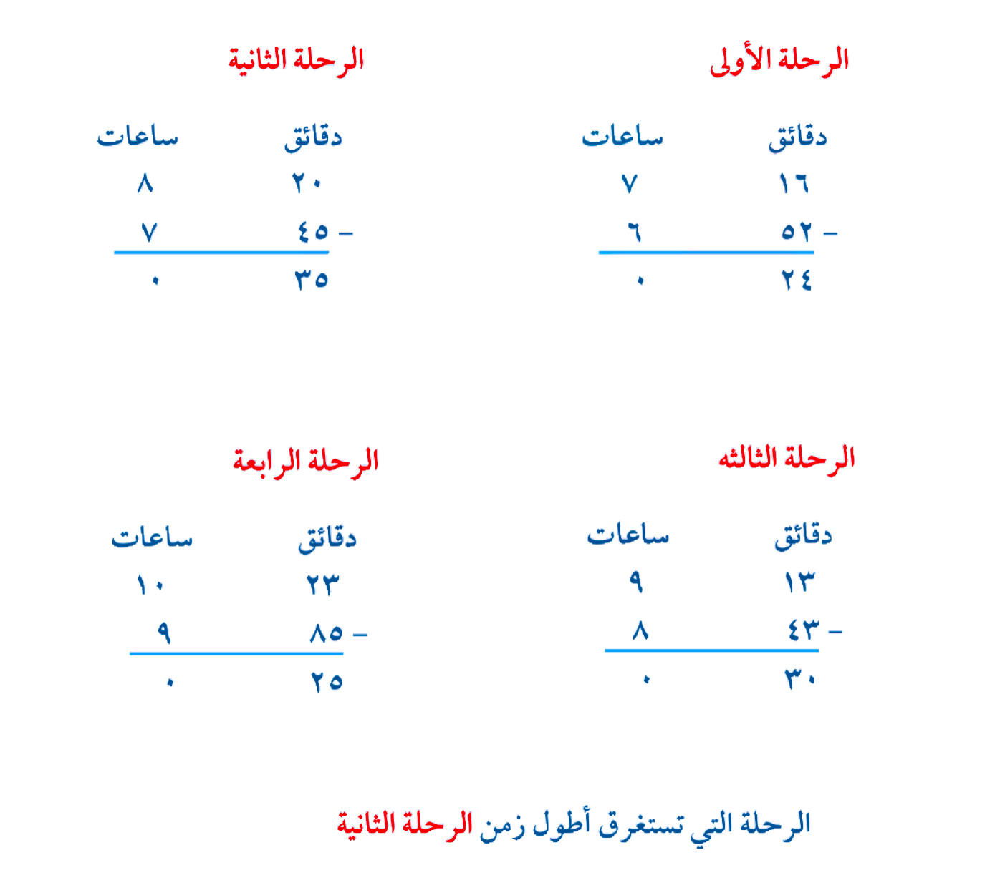 الرحلة الأولى
دقائق ساعات
١٦ ٧
- ٥٢ ٦
٢٤ ٠
الرحلة الثانية
دقائق ساعات
٢٠ ٨
- ٤٥ ٧
٣٥ ٠
الرحلة الثالثه
دقائق ساعات
١٣ ٩
- ٤٣ ٨
٣٠ ٠
الرحلة الرابعة
دقائق ساعات
٢٣ ١٠
- ٨٥ ٩
٢٥ ٠
الرحلة التي تستغرق أطول زمن الرحلة الثانية